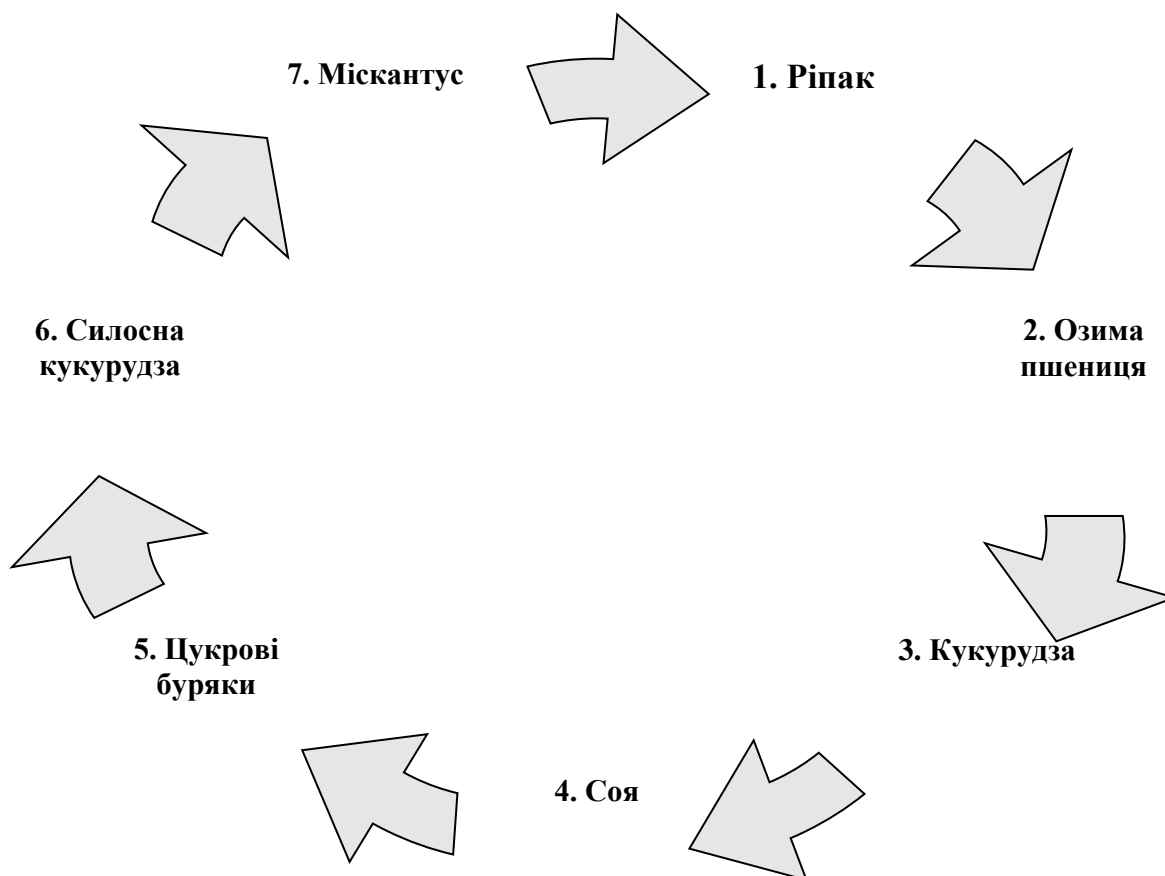 7. Міскантус
1. Ріпак
2. Озима
пшениця
3. Кукурудза
4. Соя
5. Цукрові
буряки
6. Силосна
кукурудза